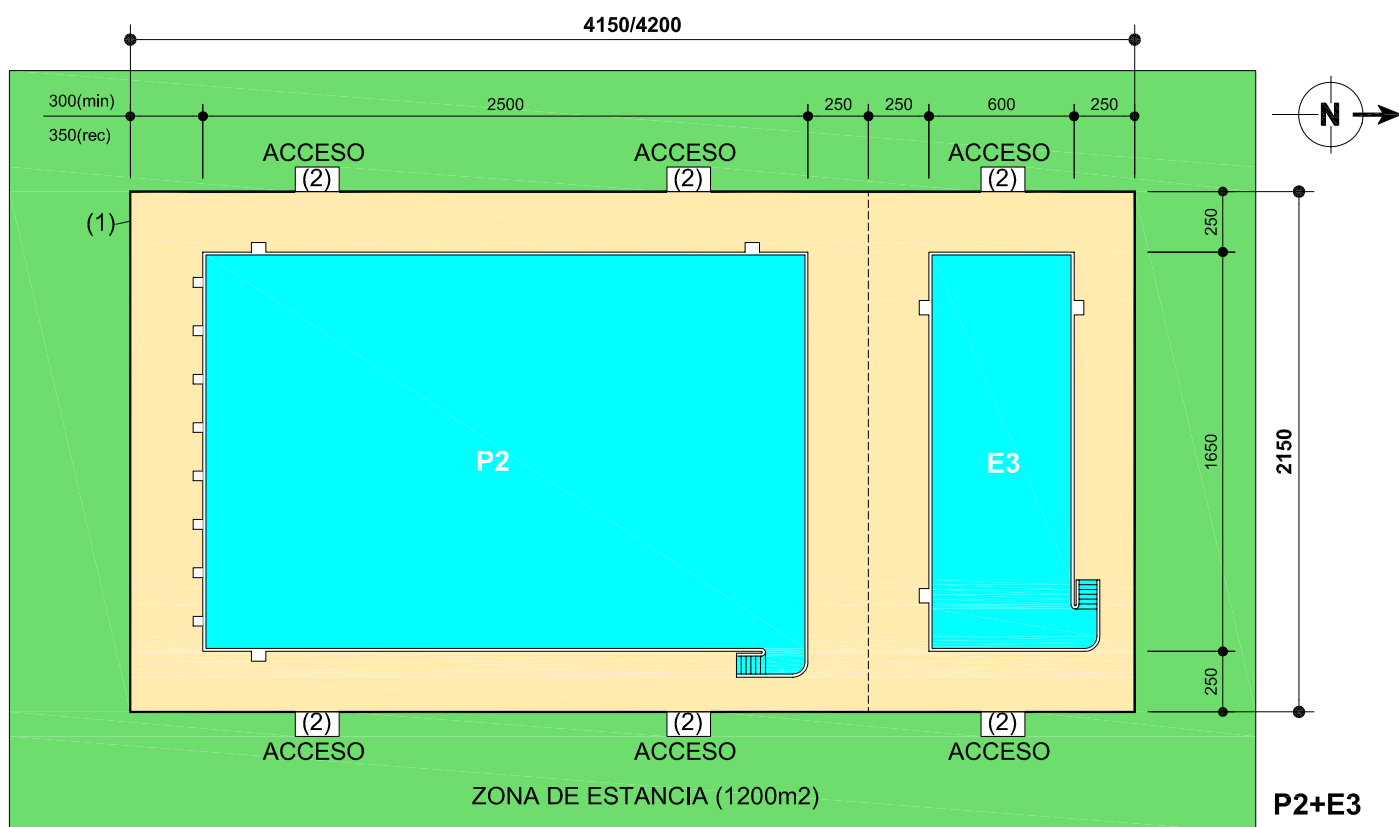 4150/4200
300(min)
350(rec)
2500
250
250
600
250
N
ACCESO
(2)
ACCESO
(2)
ACCESO
(2)
(1)
250
1650
250
2150
P2
E3
(2)
ACCESO
(2)
ACCESO
(2)
ACCESO
ZONA DE ESTANCIA (1200m2)
P2+E3